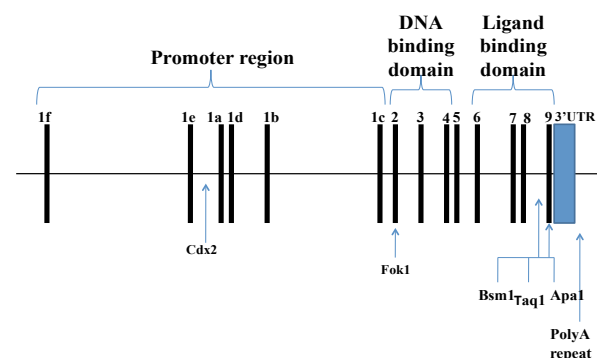 DNA
binding
domain
Ligand
binding
domain
Promoter region
1f 1e 1a 1d 1b 1c 2 3 4 5 6 7 8 9 3'UTR
Cdx2
Fok1
Bsm1 Taq1 Apa1
PolyA
repeat